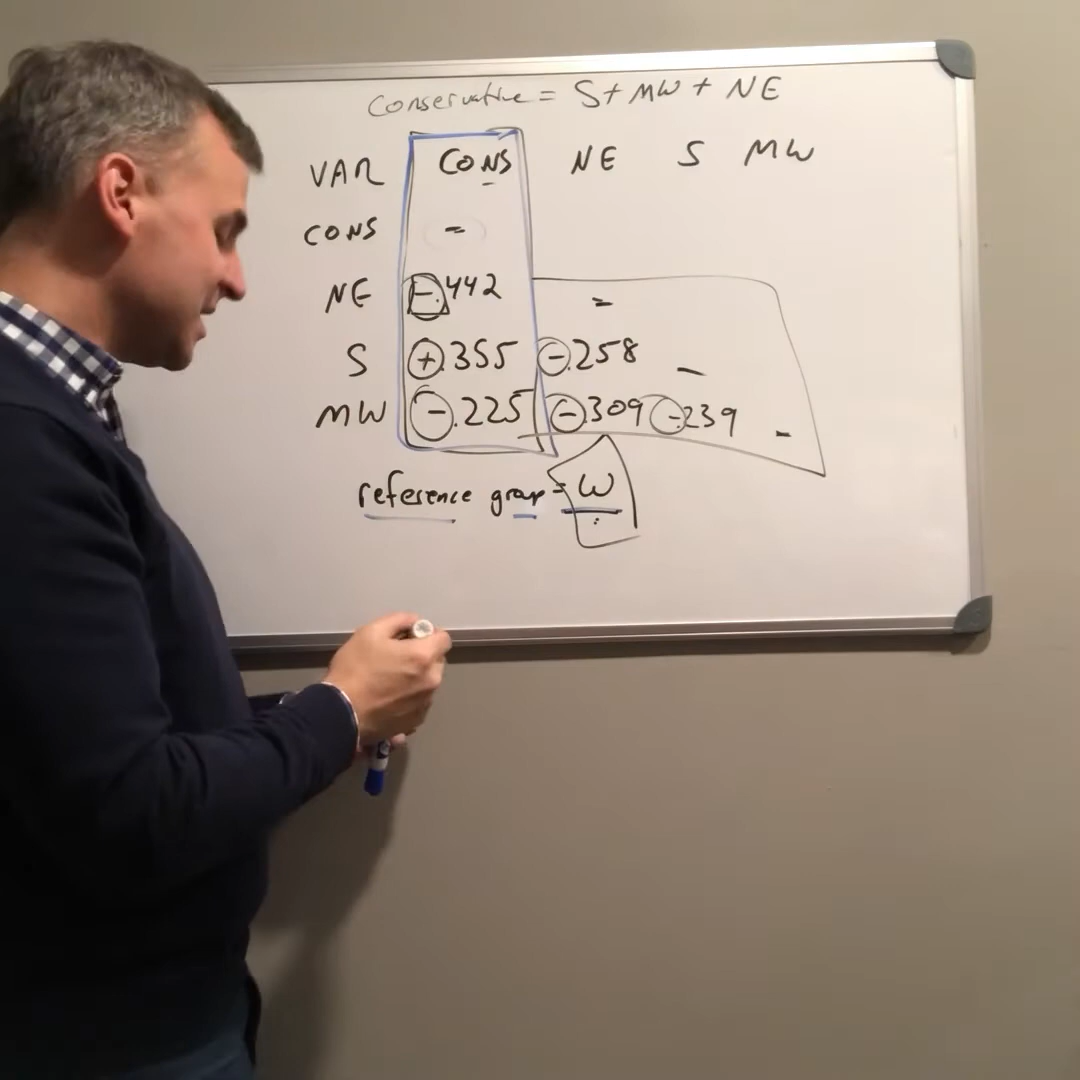 Conservative = S + MW + NE
VAR CONS NE S MW
CONS -
NE -.442 -
S +.355 -.258 -
MW -.225 -.309 -.239 -
reference group = W